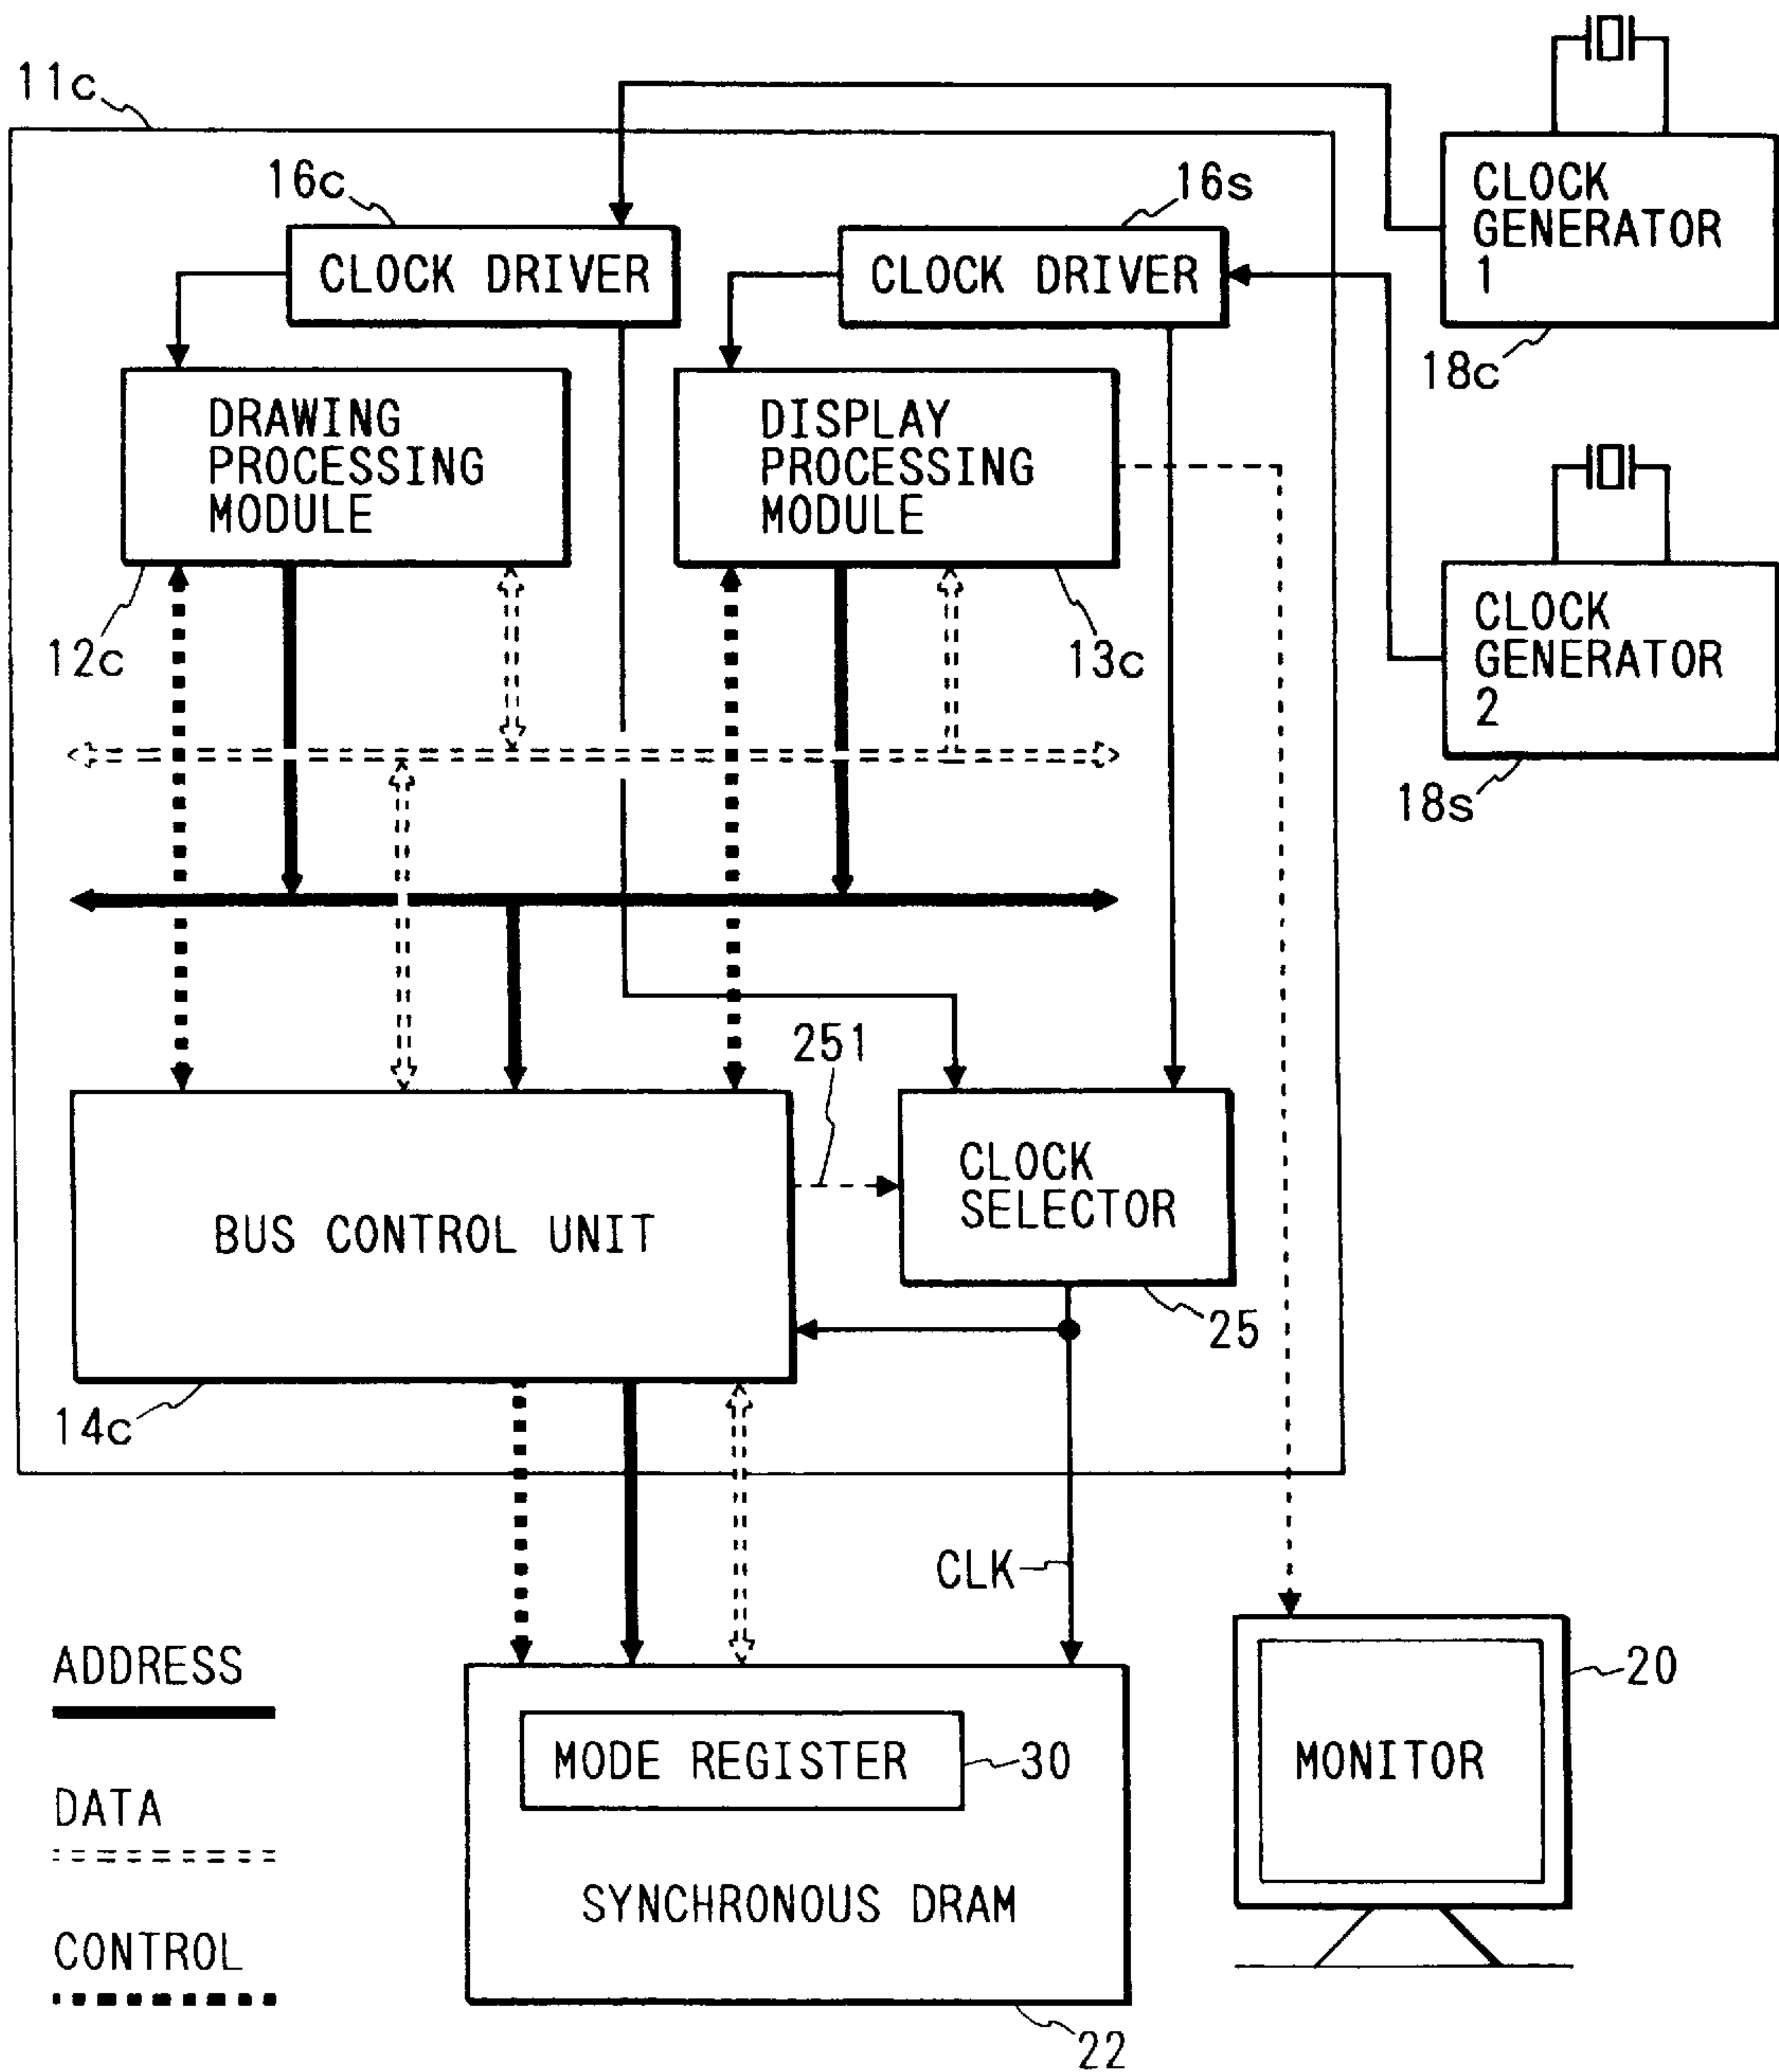 11c
16c
16s
CLOCK
GENERATOR
1
CLOCK DRIVER
CLOCK DRIVER
18c
DRAWING
PROCESSING
MODULE
DISPLAY
PROCESSING
MODULE
12c
13c
CLOCK
GENERATOR
2
18s
251
BUS CONTROL UNIT
CLOCK
SELECTOR
25
14c
CLK
ADDRESS
DATA
CONTROL
MODE REGISTER
30
SYNCHRONOUS DRAM
22
MONITOR
20